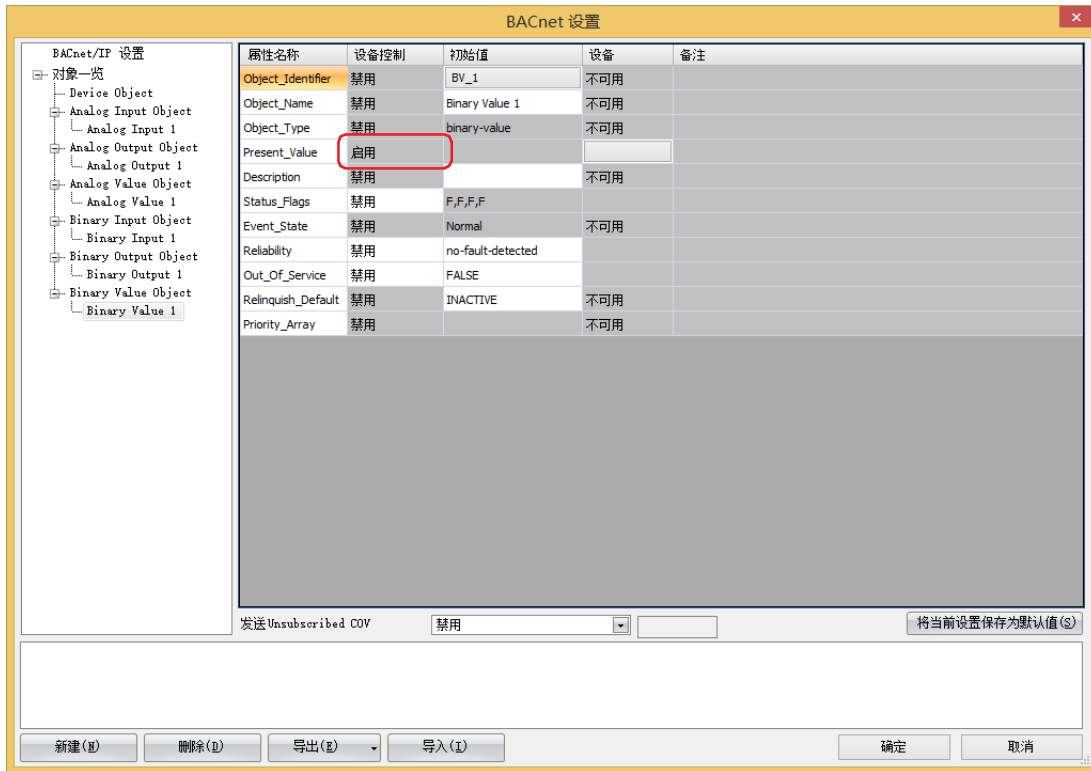 BACnet 设置
BACnet/IP 设置
对象一览
Device Object
Analog Input Object
Analog Input 1
Analog Output Object
Analog Output 1
Analog Value Object
Analog Value 1
Binary Input Object
Binary Input 1
Binary Output Object
Binary Output 1
Binary Value Object
Binary Value 1
属性名称 设备控制 初始值 设备 备注
Object_Identifier 禁用 BV_1 不可用
Object_Name 禁用 Binary Value 1 不可用
Object_Type 禁用 binary-value 不可用
Present_Value 启用
Description 禁用 不可用
Status_Flags 禁用 F,F,F,F
Event_State 禁用 Normal 不可用
Reliability 禁用 no-fault-detected
Out_Of_Service 禁用 FALSE
Relinquish_Default 禁用 INACTIVE 不可用
Priority_Array 禁用 不可用
发送Unsubscribed COV 禁用 将当前设置保存为默认值(S)
新建(N) 删除(D) 导出(E) 导入(I) 确定 取消